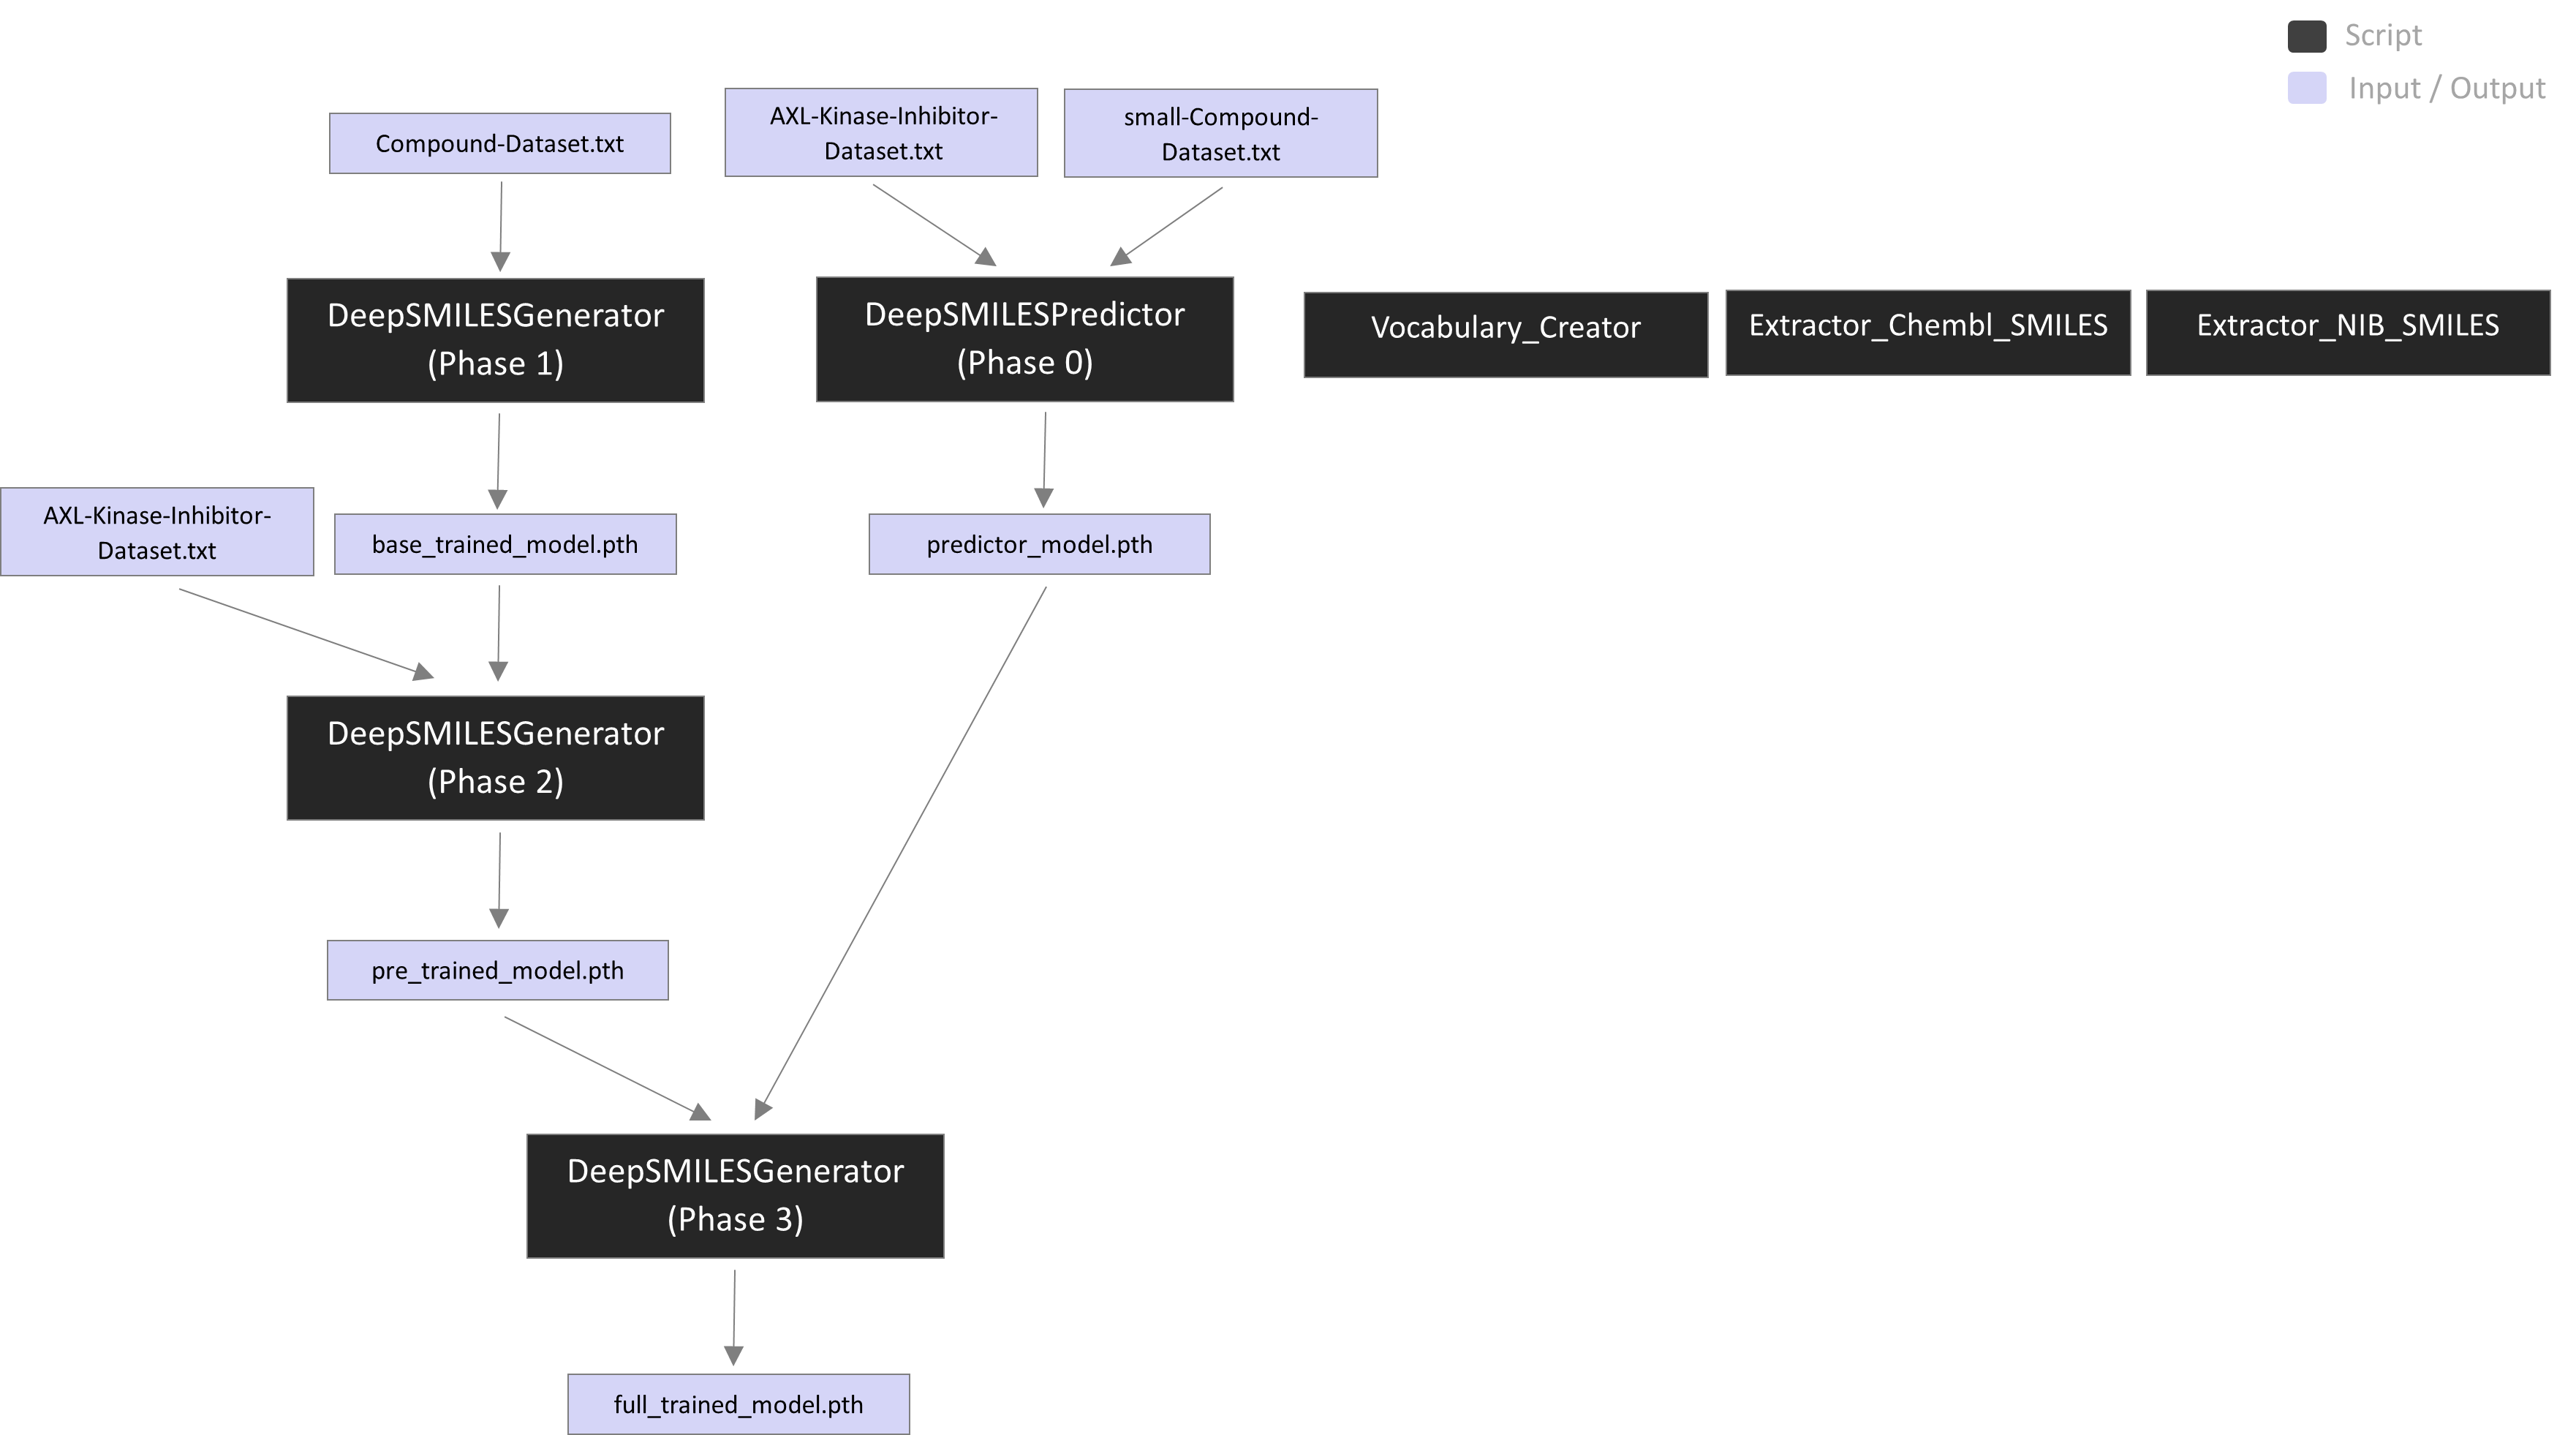 Script
Input / Output
Compound-Dataset.txt
AXL-Kinase-Inhibitor-
Dataset.txt
small-Compound-
Dataset.txt
DeepSMILESGenerator
(Phase 1)
DeepSMILESPredictor
(Phase 0)
Vocabulary_Creator
Extractor_Chembl_SMILES
Extractor_NIB_SMILES
AXL-Kinase-Inhibitor-
Dataset.txt
base_trained_model.pth
predictor_model.pth
DeepSMILESGenerator
(Phase 2)
pre_trained_model.pth
DeepSMILESGenerator
(Phase 3)
full_trained_model.pth